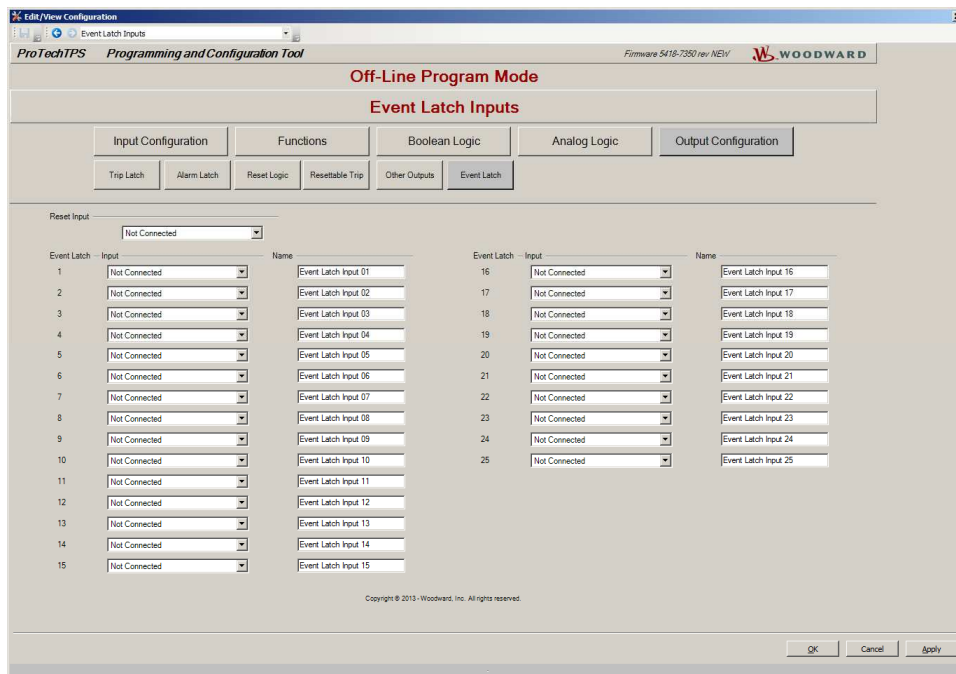 Edit/View Configuration
Event Latch Inputs
ProTechTPS Programming and Configuration Tool Firmware 5418-7350 rev NEW WOODWARD
Off-Line Program Mode
Event Latch Inputs
Input Configuration Functions Boolean Logic Analog Logic Output Configuration
Trip Latch Alarm Latch Reset Logic Resettable Trip Other Outputs Event Latch
Reset Input
Not Connected
Event Latch Input Name Event Latch Input Name
1 Not Connected Event Latch Input 01 16 Not Connected Event Latch Input 16
2 Not Connected Event Latch Input 02 17 Not Connected Event Latch Input 17
3 Not Connected Event Latch Input 03 18 Not Connected Event Latch Input 18
4 Not Connected Event Latch Input 04 19 Not Connected Event Latch Input 19
5 Not Connected Event Latch Input 05 20 Not Connected Event Latch Input 20
6 Not Connected Event Latch Input 06 21 Not Connected Event Latch Input 21
7 Not Connected Event Latch Input 07 22 Not Connected Event Latch Input 22
8 Not Connected Event Latch Input 08 23 Not Connected Event Latch Input 23
9 Not Connected Event Latch Input 09 24 Not Connected Event Latch Input 24
10 Not Connected Event Latch Input 10 25 Not Connected Event Latch Input 25
11 Not Connected Event Latch Input 11
12 Not Connected Event Latch Input 12
13 Not Connected Event Latch Input 13
14 Not Connected Event Latch Input 14
15 Not Connected Event Latch Input 15
Copyright © 2013 - Woodward, Inc. All rights reserved.
OK Cancel Apply